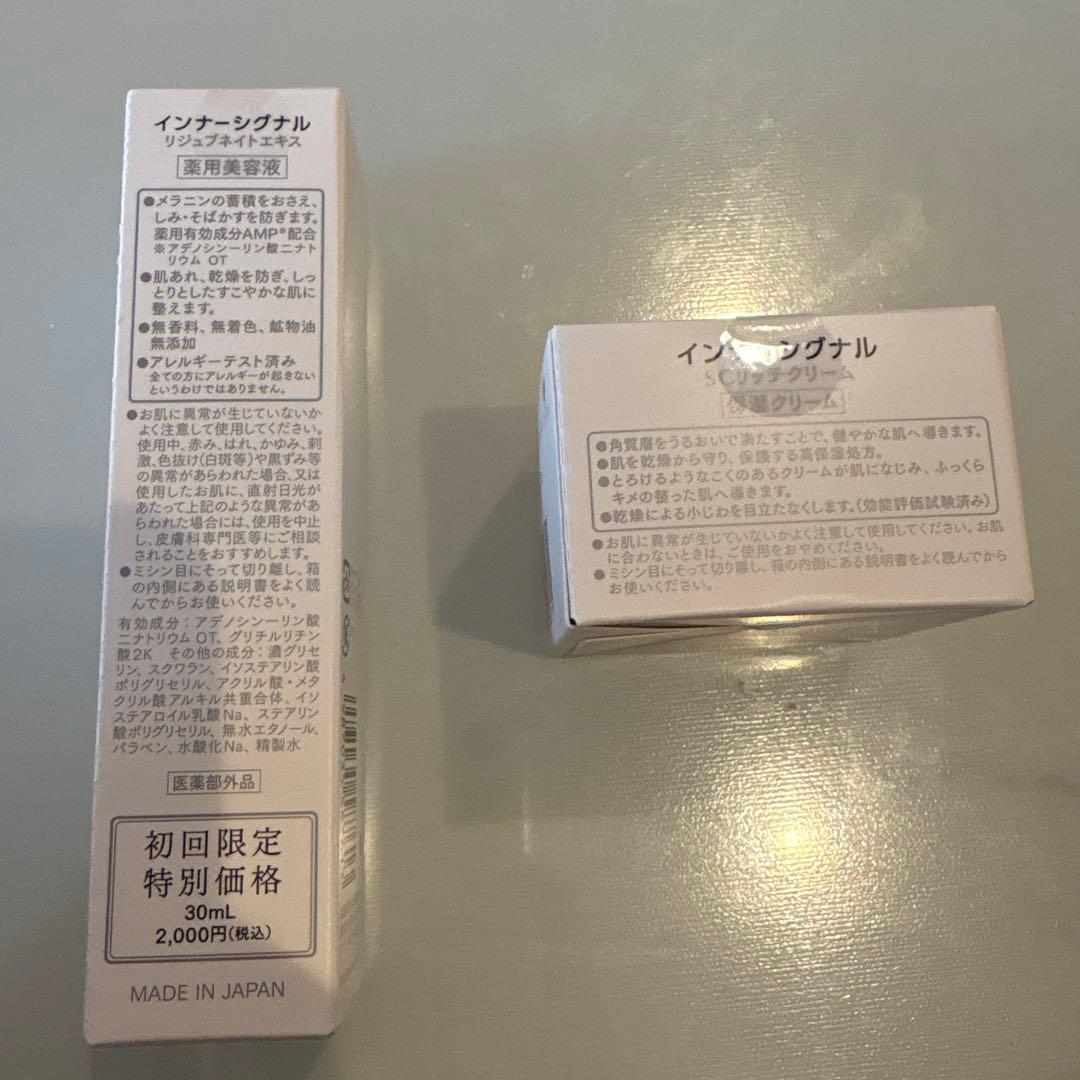 インナーシグナル
リジュブネイトエキス
薬用美容液
●メラニンの蓄積をおさえ、
しみ・そばかすを防ぎます。
薬用有効成分AMP※配合
※アデノシン一リン酸二ナト
リウム OT
●肌あれ、乾燥を防ぎ、しっ
とりとしたすこやかな肌に
整えます。
●無香料、無着色、鉱物油
無添加
●アレルギーテスト済み
全ての方にアレルギーが起きない
というわけではありません。
●お肌に異常が生じていないか
よく注意して使用してください。
使用中、赤み、はれ、かゆみ、刺
激、色抜け(白斑等)や黒ずみ等
の異常があらわれた場合、又は
使用したお肌に、直射日光が
あたって上記のような異常があ
らわれた場合には、使用を中止
し、皮膚科専門医等にご相談
されることをおすすめします。
●ミシン目にそって切り離し、箱
の内側にある説明書をよく読
んでからお使いください。
有効成分：アデノシン一リン酸
二ナトリウム OT、グリチルリチン
酸2K その他の成分：濃グリセ
リン、スクワラン、イソステアリン酸
ポリグリセリル、アクリル酸・メタ
クリル酸アルキル共重合体、イソ
ステアロイル乳酸Na、ステアリン
酸ポリグリセリル、無水エタノール、
パラベン、水酸化Na、精製水
医薬部外品
初回限定
特別価格
30mL
2,000円(税込)
MADE IN JAPAN
インナーシグナル
SCリッチクリーム
保湿クリーム
●角質層をうるおいで満たすことで、健やかな肌へ導きます。
●肌を乾燥から守り、保護する高保湿処方。
●とろけるようなこくのあるクリームが肌になじみ、ふっくら
キメの整った肌へ導きます。
●乾燥による小じわを目立たなくします。(効能評価試験済み)
●お肌に異常が生じていないかよく注意して使用してください。お肌
に合わないときは、ご使用をおやめください。
●ミシン目にそって切り離し、箱の内側にある説明書をよく読んでから
お使いください。